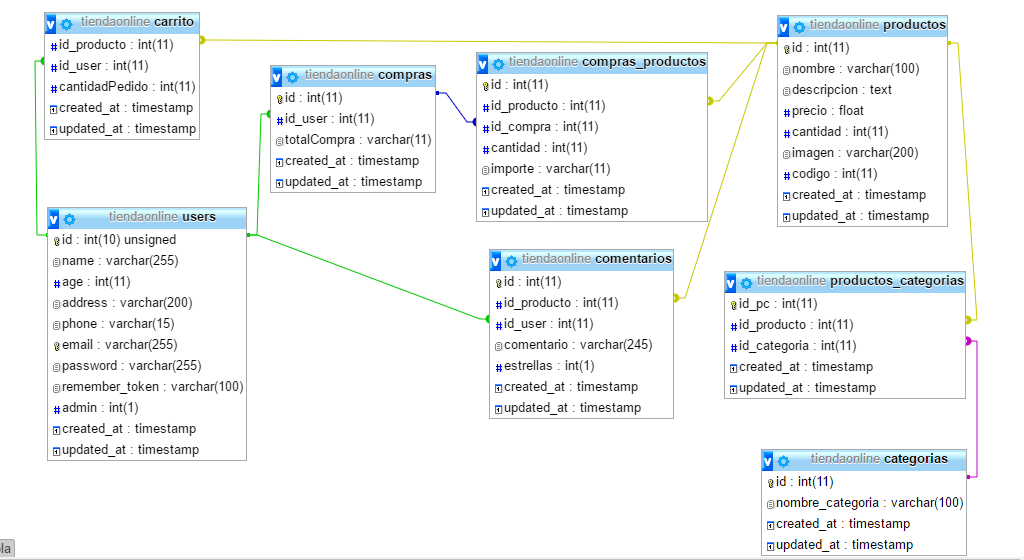 tiendaonline carrito
id_producto : int(11)
id_user : int(11)
cantidadPedido : int(11)
created_at : timestamp
updated_at : timestamp
tiendaonline compras
id : int(11)
id_user : int(11)
totalCompra : varchar(11)
created_at : timestamp
updated_at : timestamp
tiendaonline compras_productos
id : int(11)
id_producto : int(11)
id_compra : int(11)
cantidad : int(11)
importe : varchar(11)
created_at : timestamp
updated_at : timestamp
tiendaonline productos
id : int(11)
nombre : varchar(100)
descripcion : text
precio : float
cantidad : int(11)
imagen : varchar(200)
codigo : int(11)
created_at : timestamp
updated_at : timestamp
tiendaonline users
id : int(10) unsigned
name : varchar(255)
age : int(11)
address : varchar(200)
phone : varchar(15)
email : varchar(255)
password : varchar(255)
remember_token : varchar(100)
admin : int(1)
created_at : timestamp
updated_at : timestamp
tiendaonline comentarios
id : int(11)
id_producto : int(11)
id_user : int(11)
comentario : varchar(245)
estrellas : int(1)
created_at : timestamp
updated_at : timestamp
tiendaonline productos_categorias
id_pc : int(11)
id_producto : int(11)
id_categoria : int(11)
created_at : timestamp
updated_at : timestamp
tiendaonline categorias
id : int(11)
nombre_categoria : varchar(100)
created_at : timestamp
updated_at : timestamp